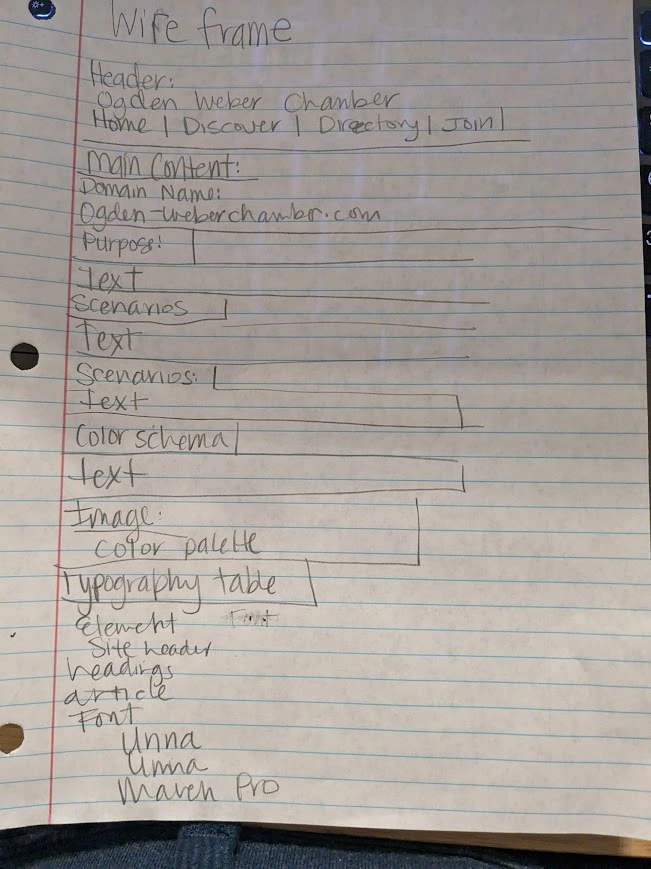 Wife frame
Header:
Ogden Weber Chamber
Home | Discover | Directory | Join |
Main Content:
Domain Name:
Ogden-weberchamber.com
Purpose:
Text
Scenarios
Text
Scenarios:
Text
Color schema
Text
Image:
Color palette
Typography table
Element Font
Site header
headings
article
Font
Unna
Unna
Maven Pro